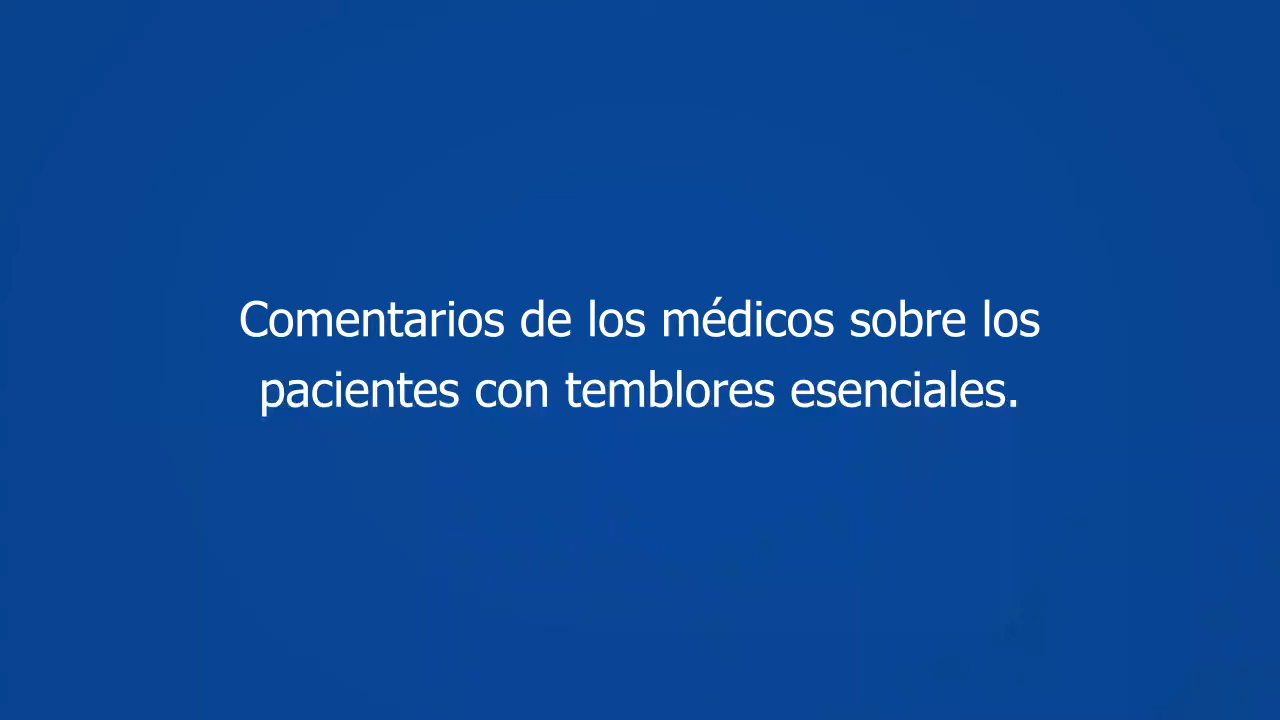 Comentarios de los médicos sobre los
pacientes con temblores esenciales.